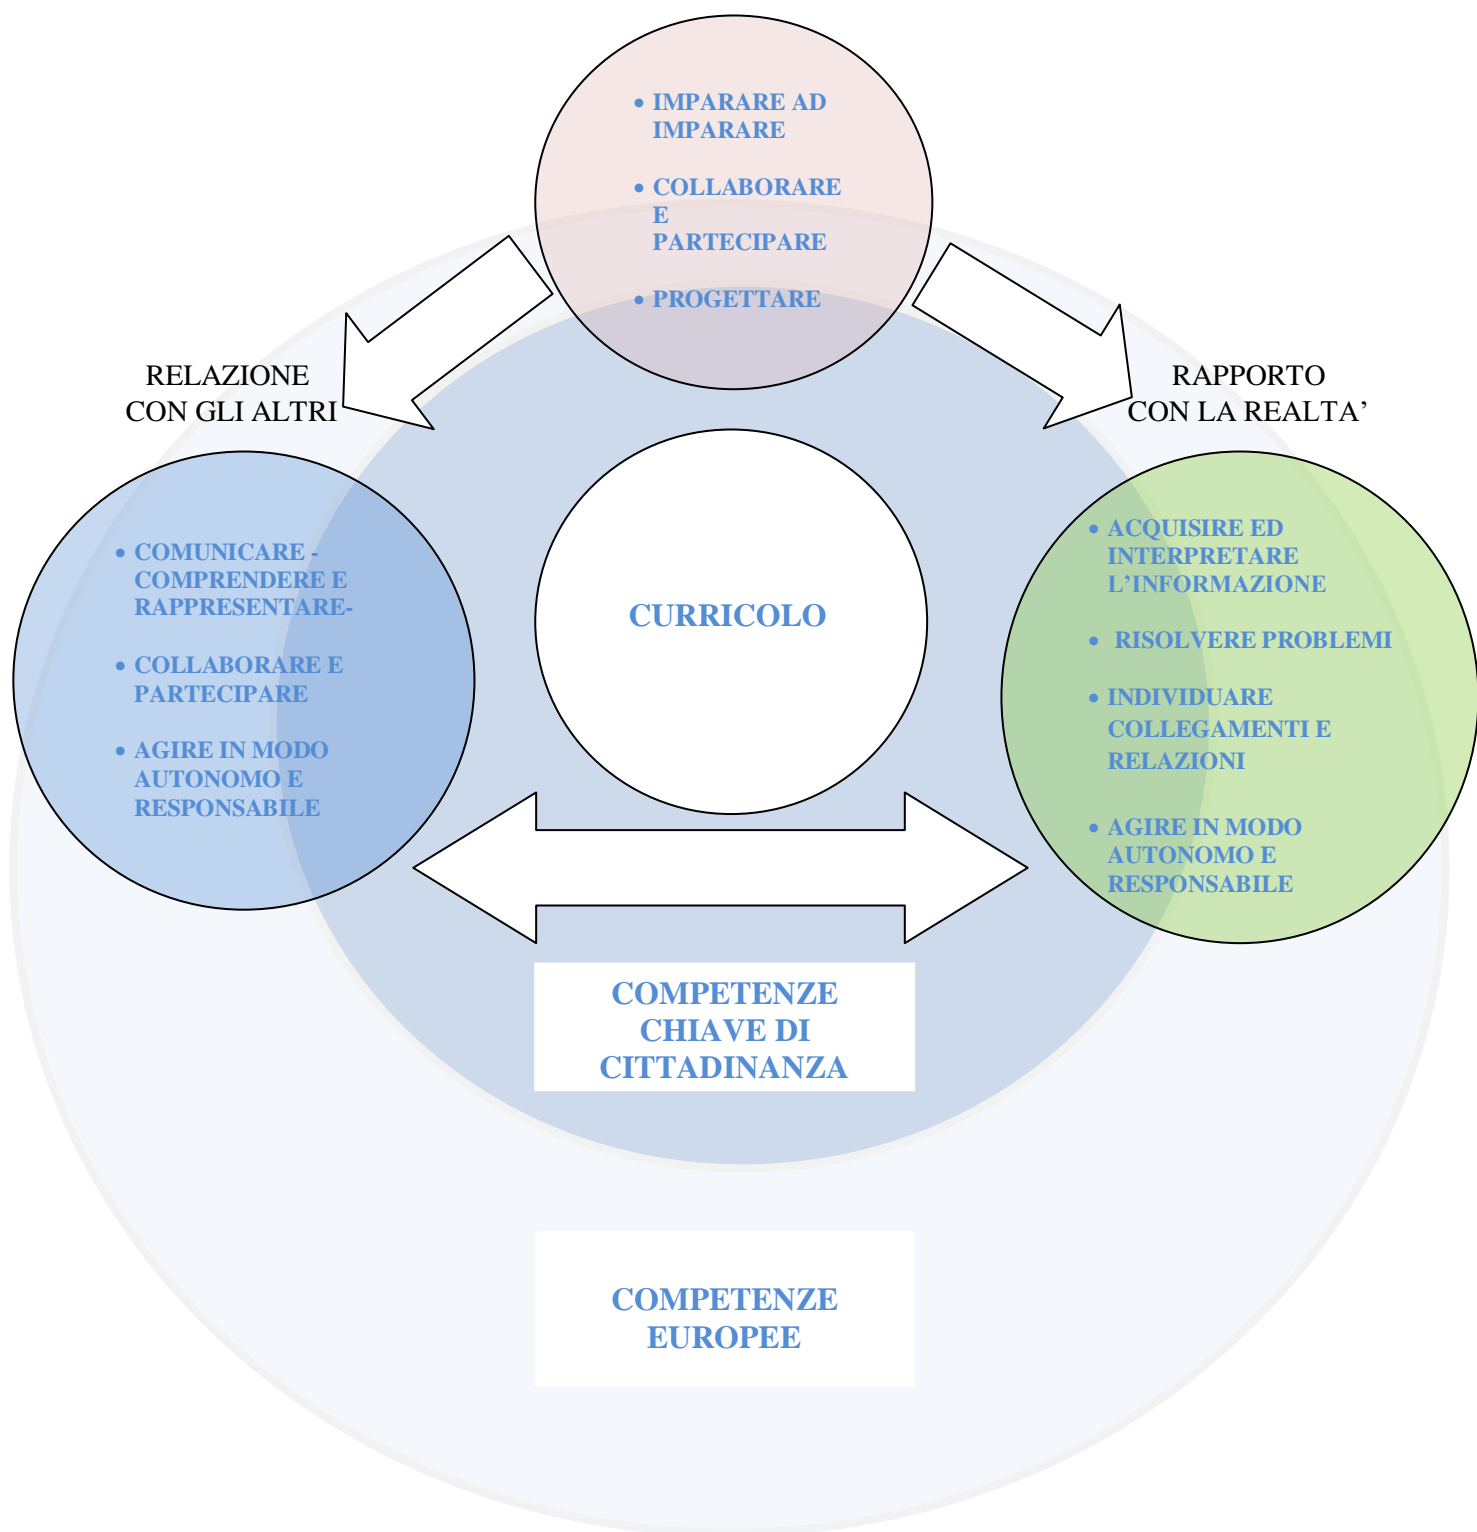 • IMPARARE AD
IMPARARE
• COLLABORARE
E
PARTECIPARE
• PROGETTARE
RELAZIONE
CON GLI ALTRI
RAPPORTO
CON LA REALTA’
• COMUNICARE -
COMPRENDERE E
RAPPRESENTARE-
• COLLABORARE E
PARTECIPARE
• AGIRE IN MODO
AUTONOMO E
RESPONSABILE
CURRICOLO
• ACQUISIRE ED
INTERPRETARE
L’INFORMAZIONE
• RISOLVERE PROBLEMI
• INDIVIDUARE
COLLEGAMENTI E
RELAZIONI
• AGIRE IN MODO
AUTONOMO E
RESPONSABILE
COMPETENZE
CHIAVE DI
CITTADINANZA
COMPETENZE
EUROPEE